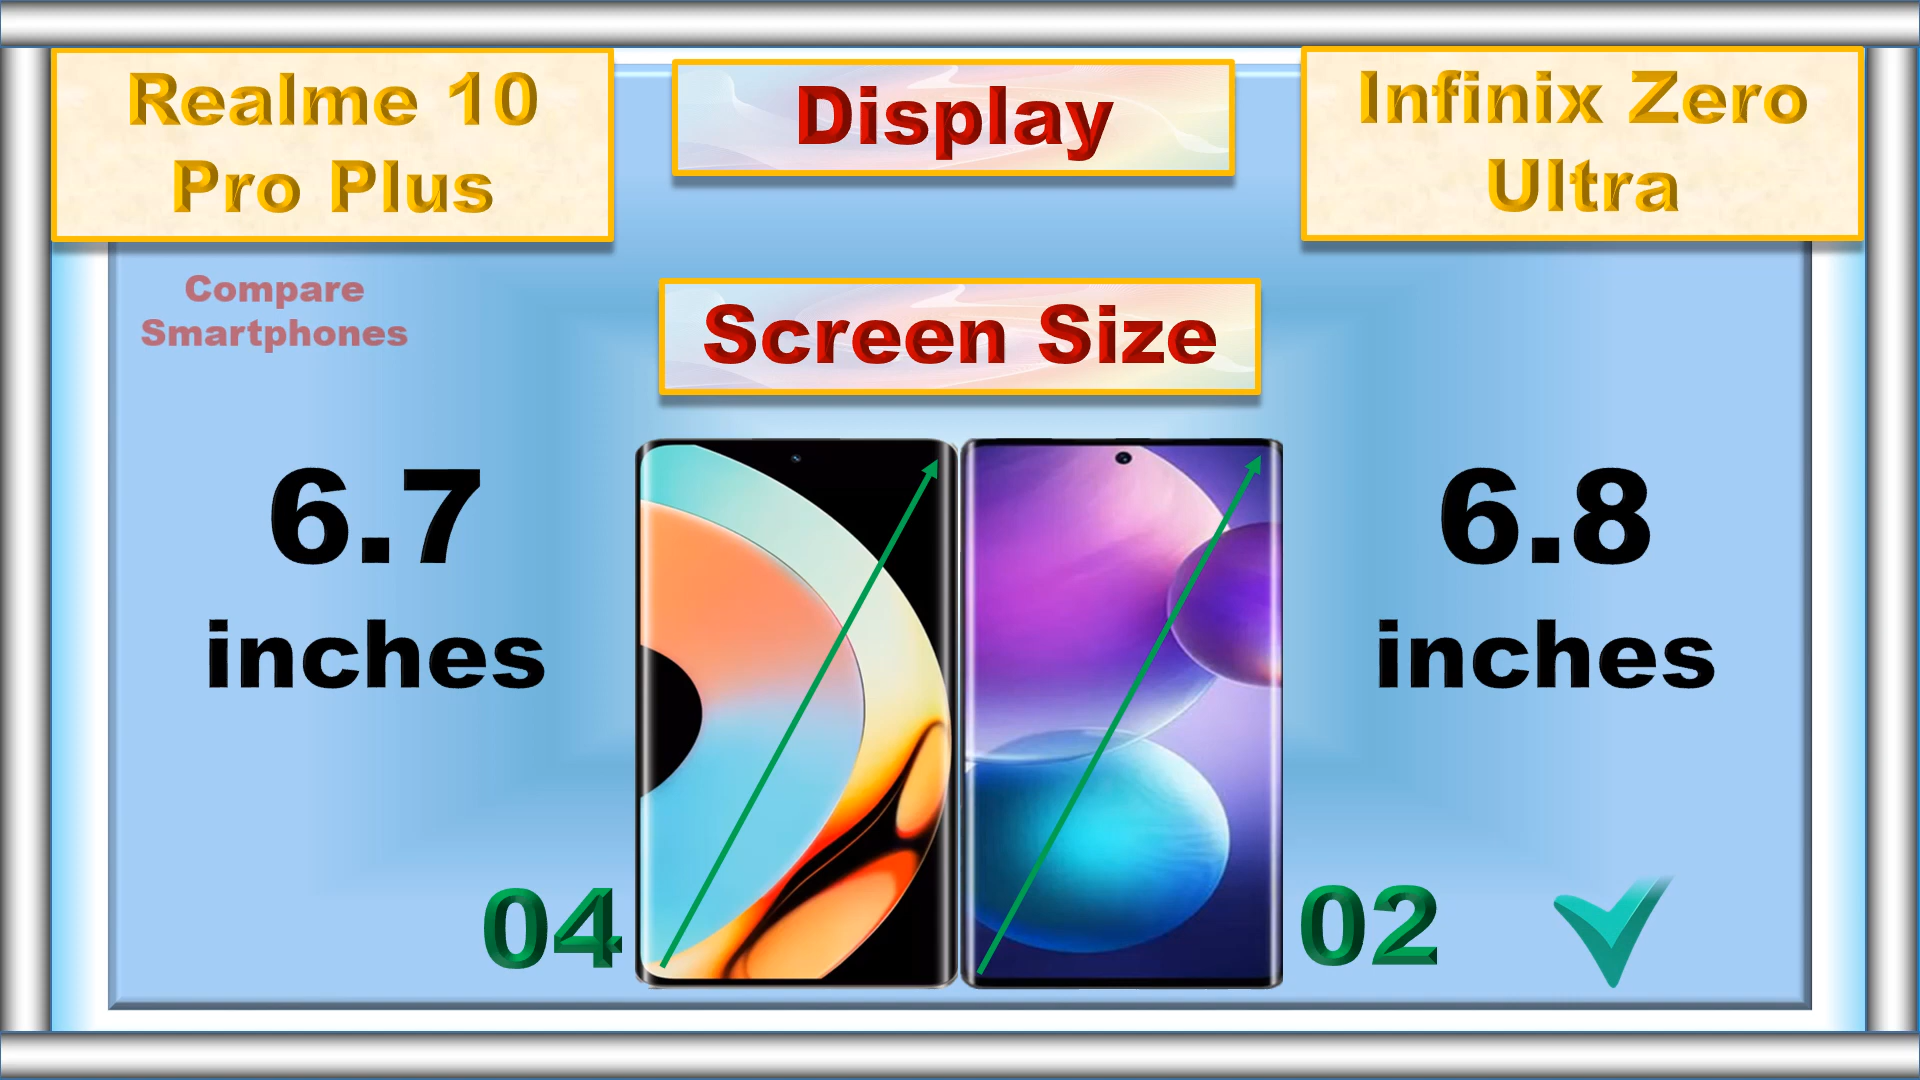 Realme 10
Pro Plus
Display
Infinix Zero
Ultra
Compare
Smartphones
Screen Size
6.7
inches
6.8
inches
04
02